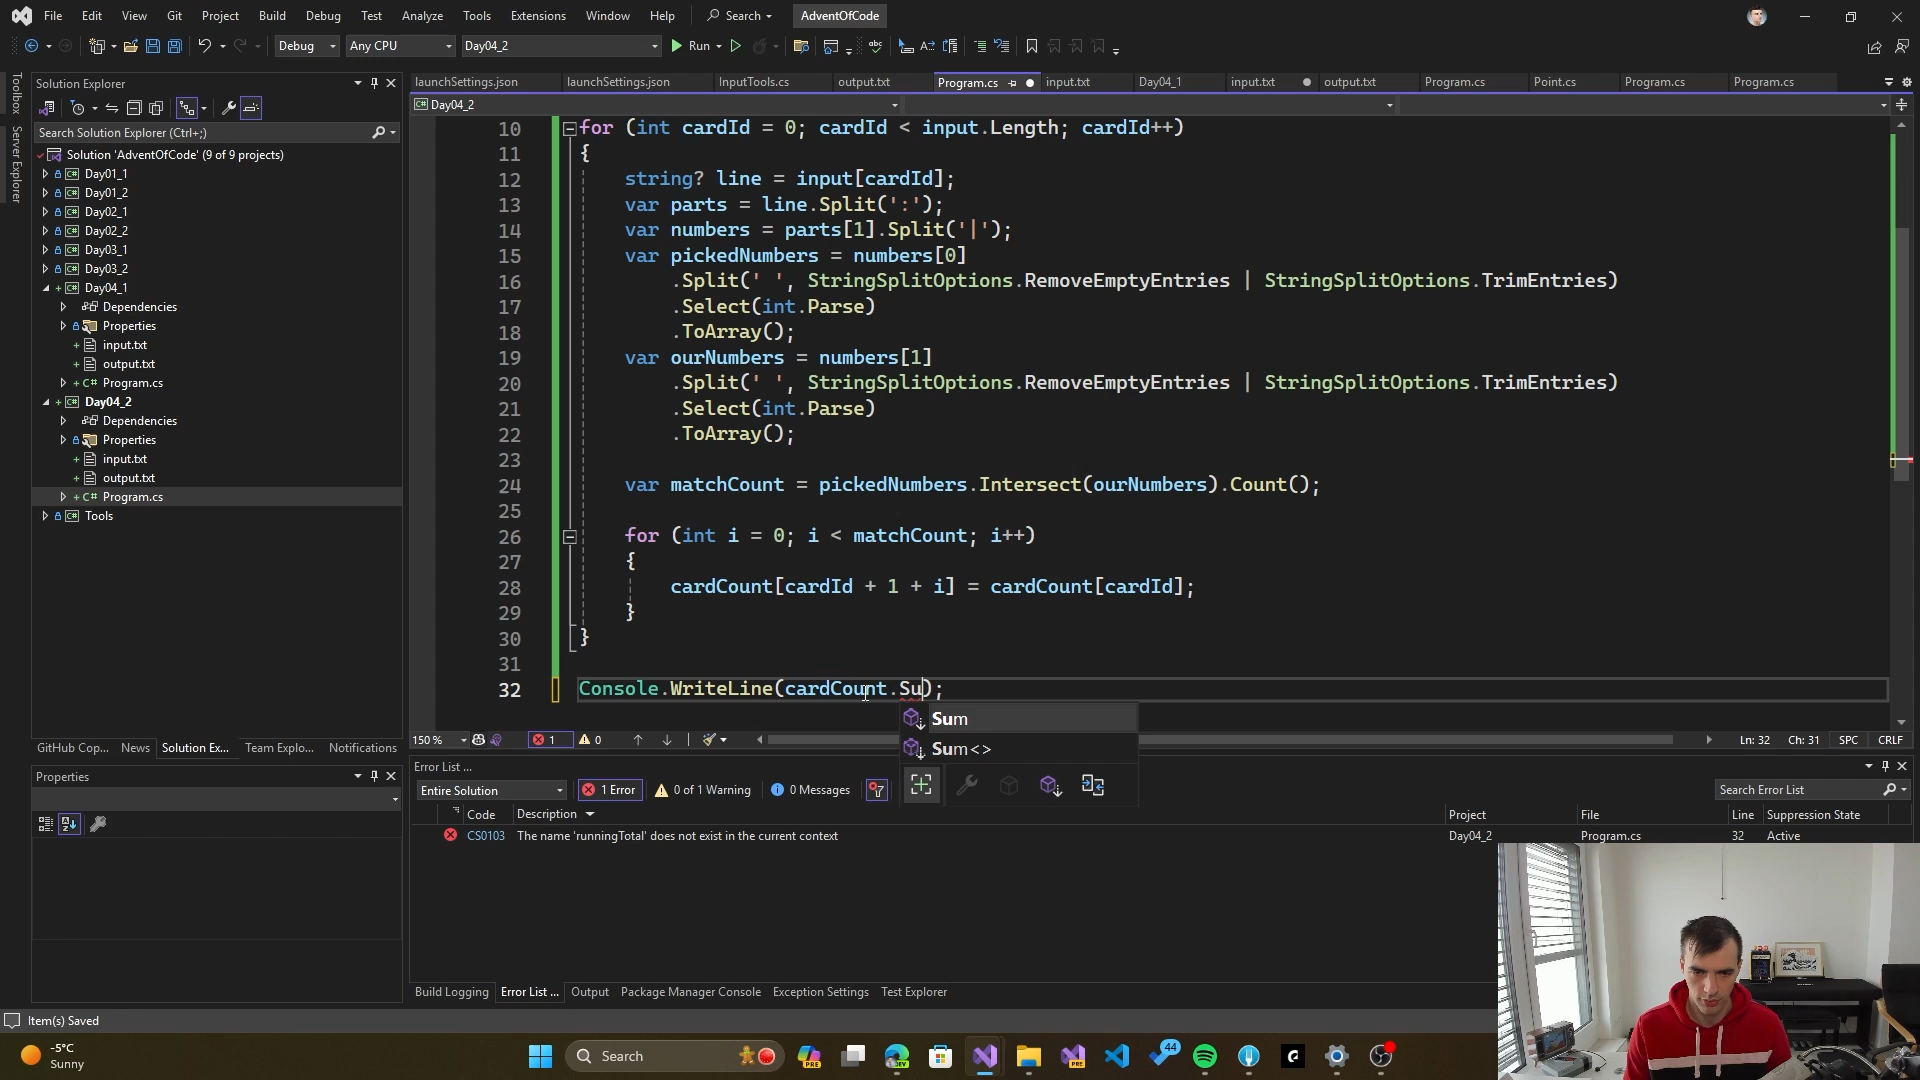 File Edit View Git Project Build Debug Test Analyze Tools Extensions Window Help Search AdventOfCode
Debug Any CPU Day04_2 Run
Toolbox
Server Explorer
Solution Explorer
Search Solution Explorer (Ctrl+;)
Solution 'AdventOfCode' (9 of 9 projects)
Day01_1
Day01_2
Day02_1
Day02_2
Day03_1
Day03_2
Day04_1
Dependencies
Properties
input.txt
output.txt
C# Program.cs
Day04_2
Dependencies
Properties
input.txt
output.txt
C# Program.cs
Tools
GitHub Cop... News Solution Ex... Team Explo... Notifications
Properties
launchSettings.json launchSettings.json InputTools.cs output.txt Program.cs input.txt Day04_1 input.txt output.txt Program.cs Point.cs Program.cs Program.cs
Day04_2
10 for (int cardId = 0; cardId < input.Length; cardId++)
11 {
12 string? line = input[cardId];
13 var parts = line.Split(':');
14 var numbers = parts[1].Split('|');
15 var pickedNumbers = numbers[0]
16 .Split(' ', StringSplitOptions.RemoveEmptyEntries | StringSplitOptions.TrimEntries)
17 .Select(int.Parse)
18 .ToArray();
19 var ourNumbers = numbers[1]
20 .Split(' ', StringSplitOptions.RemoveEmptyEntries | StringSplitOptions.TrimEntries)
21 .Select(int.Parse)
22 .ToArray();
23
24 var matchCount = pickedNumbers.Intersect(ourNumbers).Count();
25
26 for (int i = 0; i < matchCount; i++)
27 {
28 cardCount[cardId + 1 + i] = cardCount[cardId];
29 }
30 }
31
32 Console.WriteLine(cardCount.Su);
Sum
Sum<>
150 % 1 0 Ln: 32 Ch: 31 SPC CRLF
Error List ...
Entire Solution 1 Error 0 of 1 Warning 0 Messages Search Error List
Code Description Project File Line Suppression State
CS0103 The name 'runningTotal' does not exist in the current context Day04_2 Program.cs 32 Active
Build Logging Error List ... Output Package Manager Console Exception Settings Test Explorer
Item(s) Saved
-5°C
Sunny
Search
PRE
PRE
44